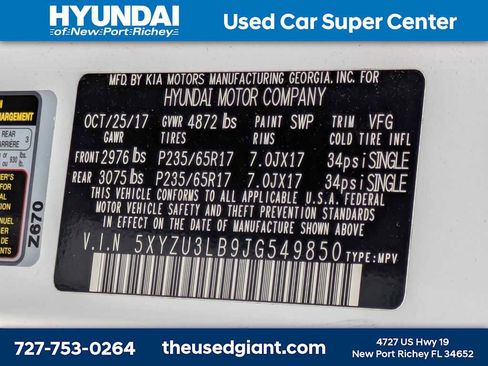 HYUNDAI
of New Port Richey
Used Car Super Center
MFD. BY KIA MOTORS MANUFACTURING GEORGIA, INC. FOR
HYUNDAI MOTOR COMPANY
OCT/25/17 GVWR 4872 lbs PAINT SWP TRIM VFG
GAWR TIRES RIMS COLD TIRE INFL
FRONT 2976 lbs P235/65R17 7.0JX17 34psi SINGLE
REAR 3075 lbs P235/65R17 7.0JX17 34psi SINGLE
THIS VEHICLE CONFORMS TO ALL APPLICABLE U.S.A. FEDERAL
MOTOR VEHICLE SAFETY, BUMPER, AND THEFT PREVENTION
STANDARDS IN EFFECT ON THE DATE OF MANUFACTURE SHOWN ABOVE.
V.I.N 5XYZU3LB9JG549850 TYPE:MPV
REAR
Z670
727-753-0264
theusedgiant.com
4727 US Hwy 19
New Port Richey FL 34652